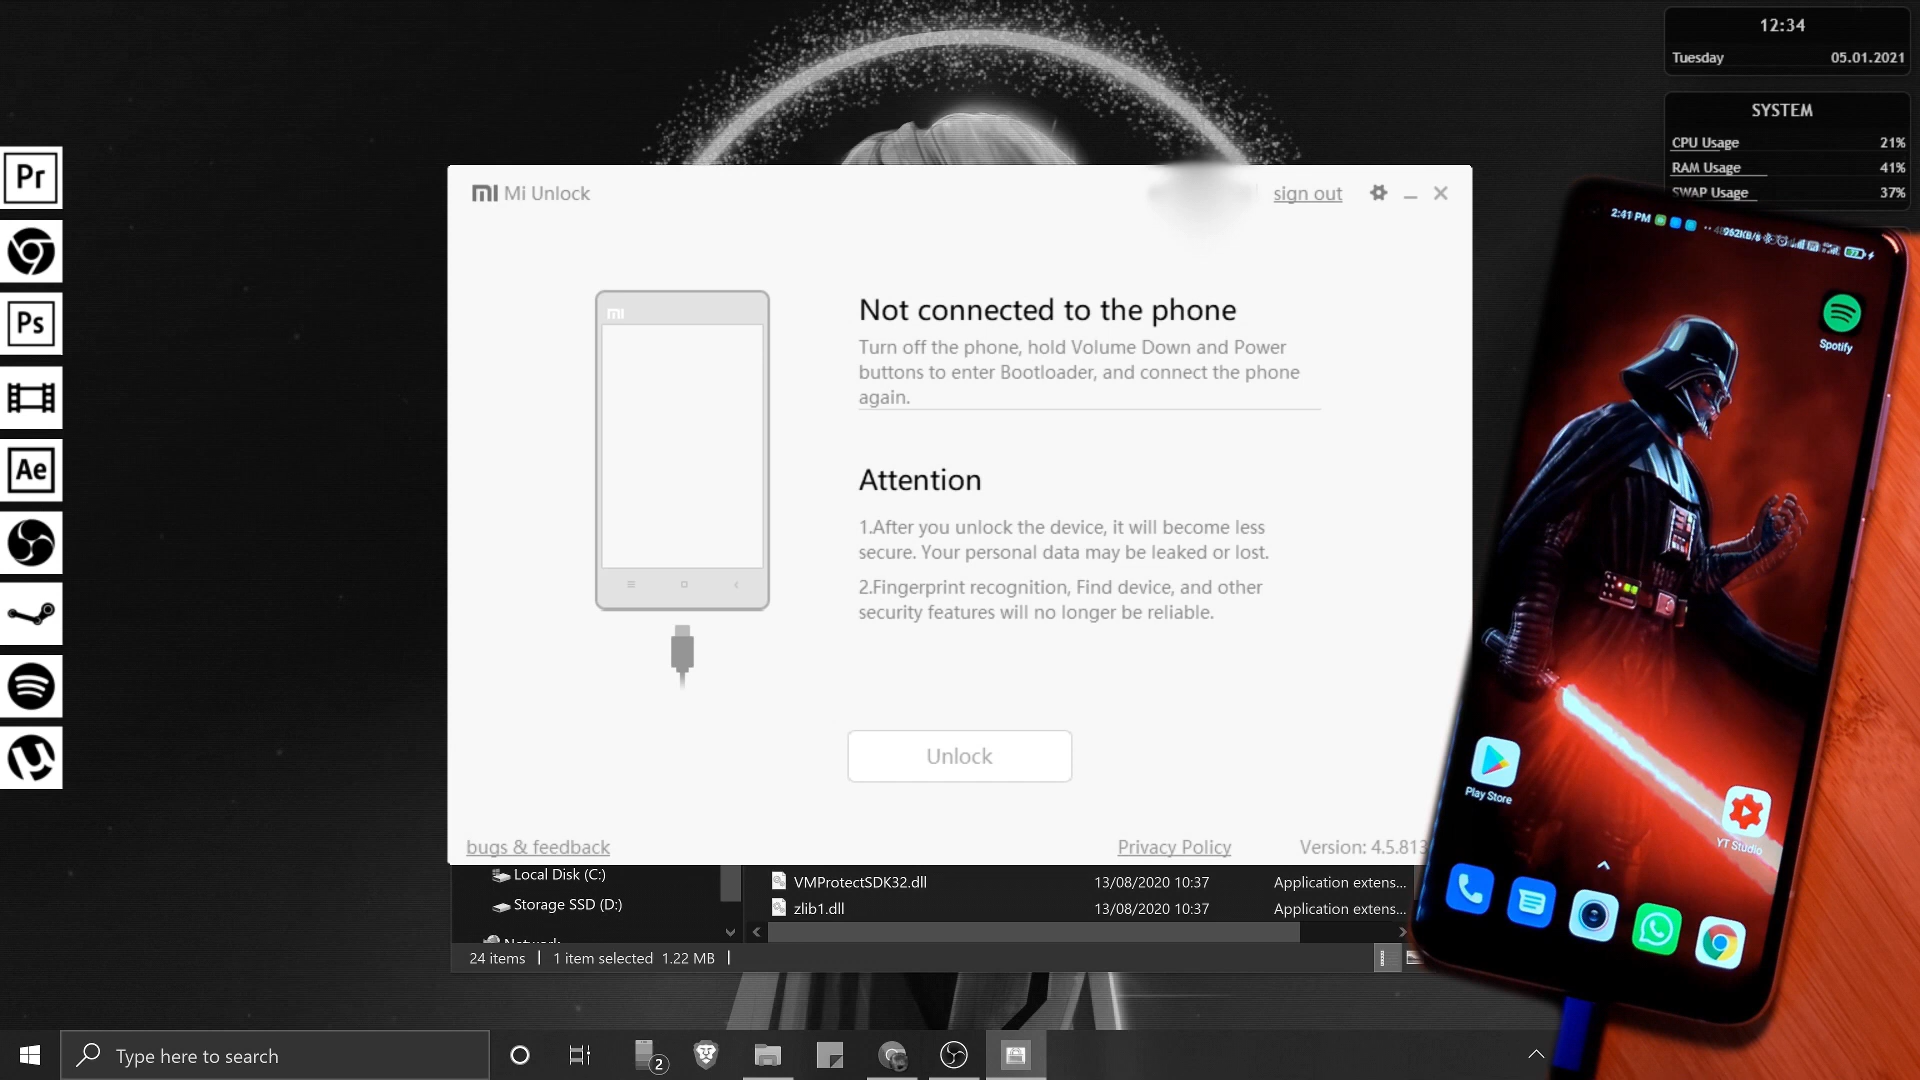 12:34
Tuesday 05.01.2021
SYSTEM
CPU Usage 21%
RAM Usage 41%
SWAP Usage 37%
Pr
Ps
Ae
mi Mi Unlock
sign out
mi
Not connected to the phone
Turn off the phone, hold Volume Down and Power
buttons to enter Bootloader, and connect the phone
again.
Attention
1.After you unlock the device, it will become less
secure. Your personal data may be leaked or lost.
2.Fingerprint recognition, Find device, and other
security features will no longer be reliable.
Unlock
bugs & feedback
Privacy Policy
Version: 4.5.813
Local Disk (C:)
Storage SSD (D:)
Network
VMProtectSDK32.dll 13/08/2020 10:37 Application extens...
zlib1.dll 13/08/2020 10:37 Application extens...
24 items 1 item selected 1.22 MB
Type here to search
2
2:41 PM
Spotify
Play Store
YT Studio